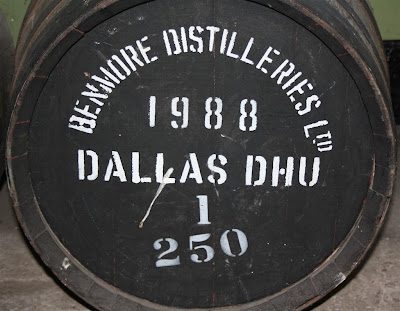 BENMORE DISTILLERIES LTD
1988
DALLAS DHU
1
250